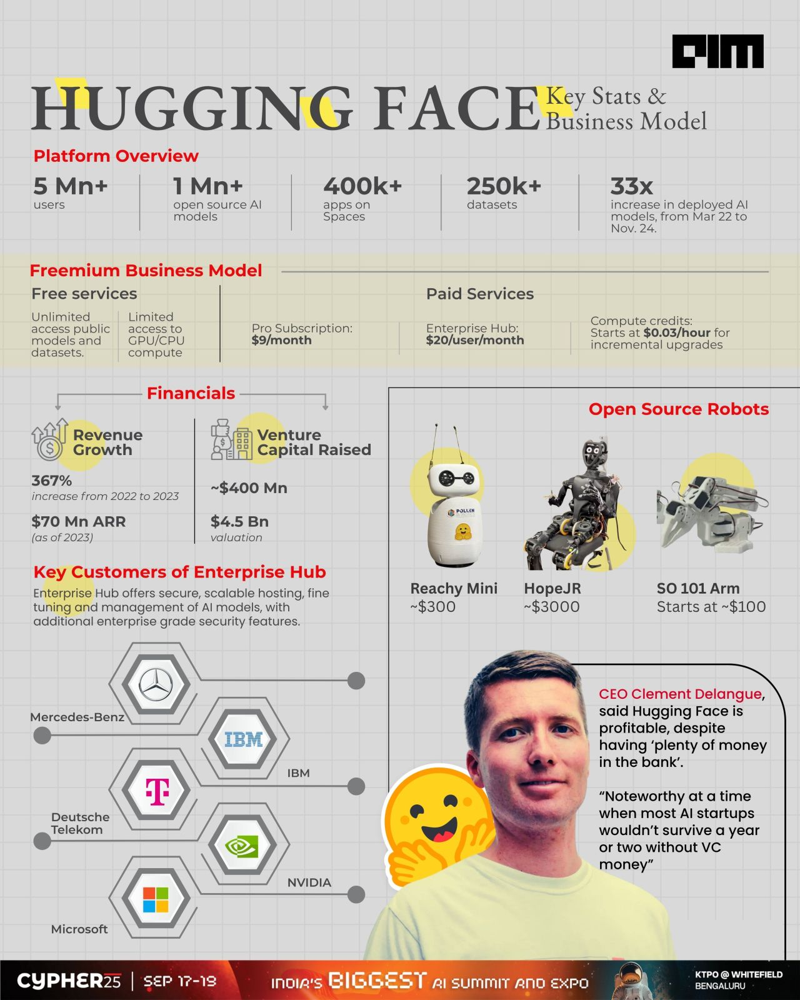 AIM
HUGGING FACE
Key Stats &
Business Model
Platform Overview
5 Mn+
users
1 Mn+
open source AI
models
400k+
apps on
Spaces
250k+
datasets
33x
increase in deployed AI
models, from Mar 22 to
Nov. 24.
Freemium Business Model
Free services
Unlimited
access public
models and
datasets.
Limited
access to
GPU/CPU
compute
Paid Services
Pro Subscription:
$9/month
Enterprise Hub:
$20/user/month
Compute credits:
Starts at $0.03/hour for
incremental upgrades
Financials
Revenue
Growth
367%
increase from 2022 to 2023
$70 Mn ARR
(as of 2023)
Venture
Capital Raised
~$400 Mn
$4.5 Bn
valuation
Open Source Robots
POLLEN
Reachy Mini
~$300
HopeJR
~$3000
SO 101 Arm
Starts at ~$100
Key Customers of Enterprise Hub
Enterprise Hub offers secure, scalable hosting, fine
tuning and management of AI models, with
additional enterprise grade security features.
Mercedes-Benz
IBM
IBM
T
Deutsche
Telekom
NVIDIA
Microsoft
CEO Clement Delangue,
said Hugging Face is
profitable, despite
having ‘plenty of money
in the bank’.
“Noteworthy at a time
when most AI startups
wouldn’t survive a year
or two without VC
money”
CYPHER25 | SEP 17-19
INDIA'S BIGGEST AI SUMMIT AND EXPO
KTPO @ WHITEFIELD
BENGALURU